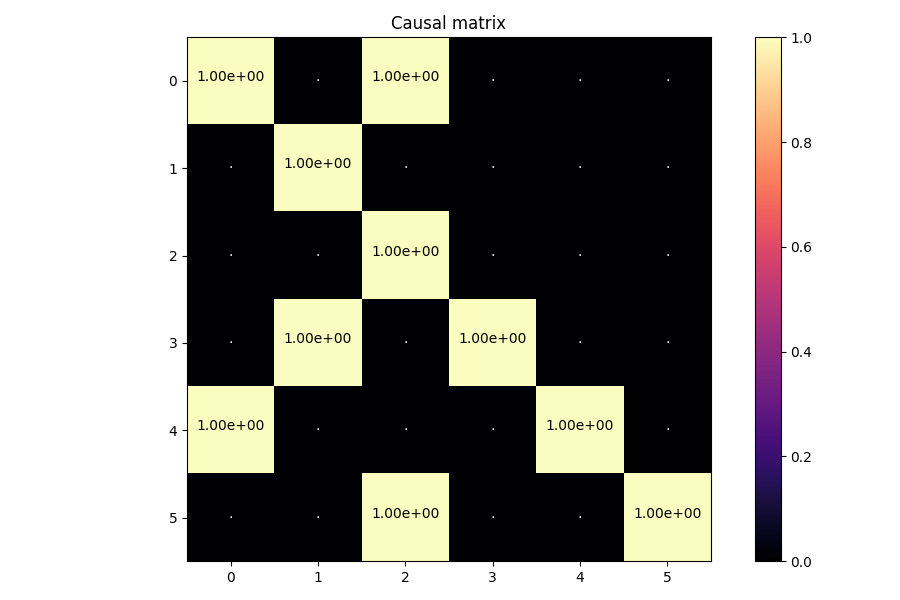 Causal matrix
0 1.00e+00 . 1.00e+00 . . . 
1 . 1.00e+00 . . . .
2 . . 1.00e+00 . . .
3 . 1.00e+00 . 1.00e+00 . .
4 1.00e+00 . . . 1.00e+00 .
5 . . 1.00e+00 . . 1.00e+00
0 1 2 3 4 5
1.0
0.8
0.6
0.4
0.2
0.0